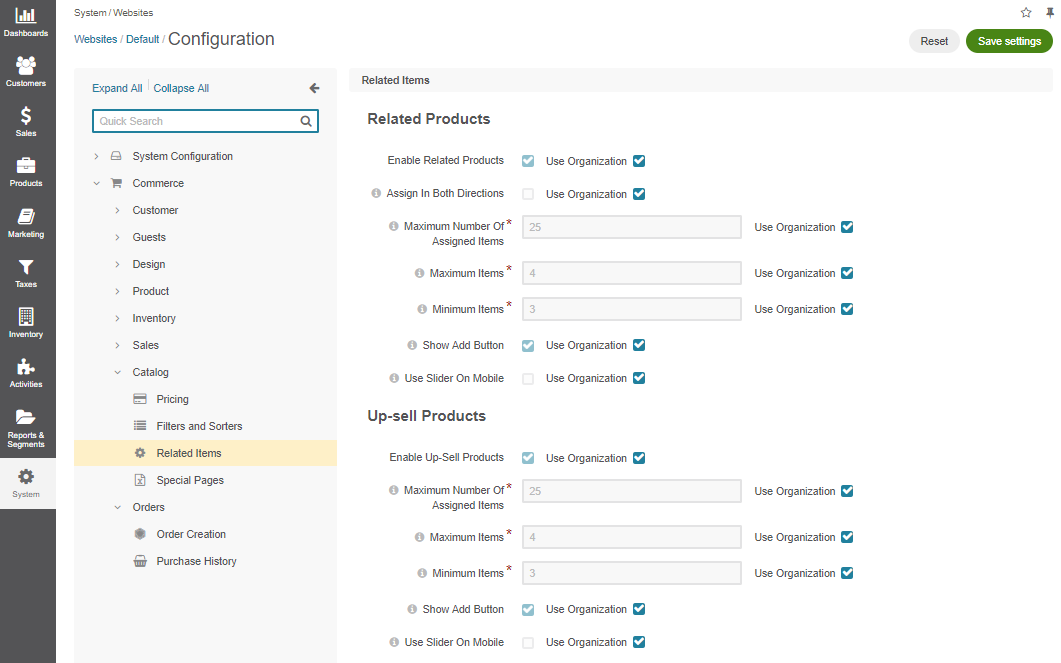 Dashboards
Customers
Sales
Products
Marketing
Taxes
Inventory
Activities
Reports &
Segments
System
System / Websites
Websites / Default / Configuration
Reset
Save settings
Expand All
Collapse All
Quick Search
System Configuration
Commerce
Customer
Guests
Design
Product
Inventory
Sales
Catalog
Pricing
Filters and Sorters
Related Items
Special Pages
Orders
Order Creation
Purchase History
Related Items
Related Products
Enable Related Products Use Organization
Assign In Both Directions Use Organization
Maximum Number Of * 25 Use Organization
Assigned Items
Maximum Items * 4 Use Organization
Minimum Items * 3 Use Organization
Show Add Button Use Organization
Use Slider On Mobile Use Organization
Up-sell Products
Enable Up-Sell Products Use Organization
Maximum Number Of * 25 Use Organization
Assigned Items
Maximum Items * 4 Use Organization
Minimum Items * 3 Use Organization
Show Add Button Use Organization
Use Slider On Mobile Use Organization